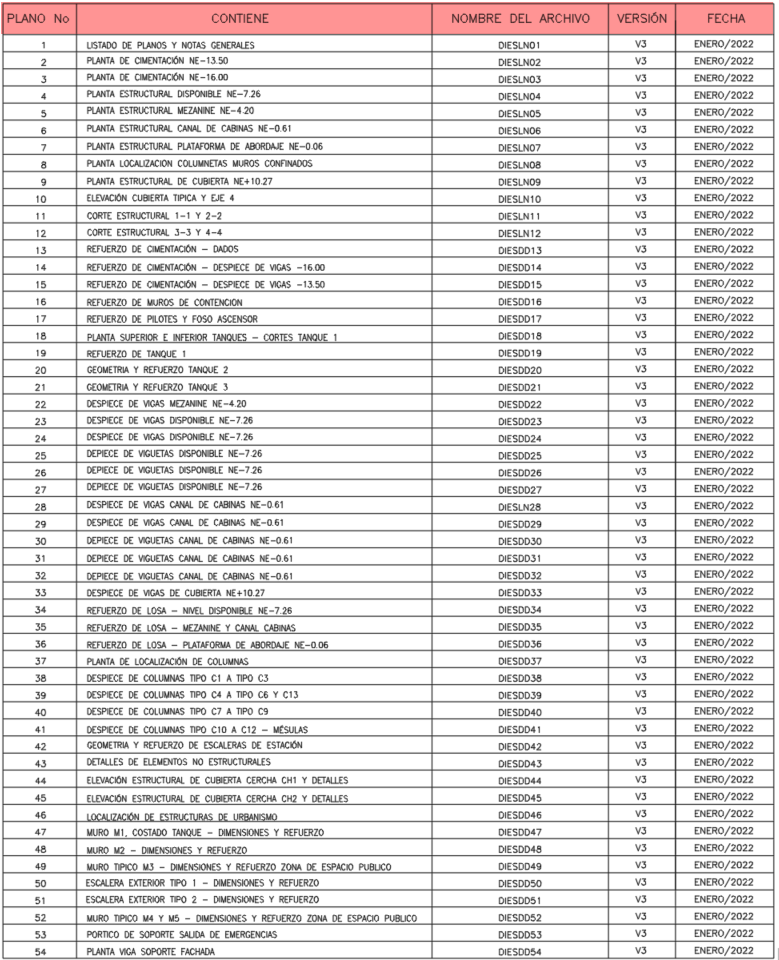 PLANO No CONTIENE NOMBRE DEL ARCHIVO VERSIÓN FECHA
1 LISTADO DE PLANOS Y NOTAS GENERALES DIESLN01 V3 ENERO/2022
2 PLANTA DE CIMENTACIÓN NE-13.50 DIESLN02 V3 ENERO/2022
3 PLANTA DE CIMENTACIÓN NE-16.00 DIESLN03 V3 ENERO/2022
4 PLANTA ESTRUCTURAL DISPONIBLE NE-7.26 DIESLN04 V3 ENERO/2022
5 PLANTA ESTRUCTURAL MEZANINE NE-4.20 DIESLN05 V3 ENERO/2022
6 PLANTA ESTRUCTURAL CANAL DE CABINAS NE-0.61 DIESLN06 V3 ENERO/2022
7 PLANTA ESTRUCTURAL PLATAFORMA DE ABORDAJE NE-0.06 DIESLN07 V3 ENERO/2022
8 PLANTA LOCALIZACION COLUMNETAS MUROS CONFINADOS DIESLN08 V3 ENERO/2022
9 PLANTA ESTRUCTURAL DE CUBIERTA NE+10.27 DIESLN09 V3 ENERO/2022
10 ELEVACIÓN CUBIERTA TIPICA Y EJE 4 DIESLN10 V3 ENERO/2022
11 CORTE ESTRUCTURAL 1-1 Y 2-2 DIESLN11 V3 ENERO/2022
12 CORTE ESTRUCTURAL 3-3 Y 4-4 DIESLN12 V3 ENERO/2022
13 REFUERZO DE CIMENTACIÓN - DADOS DIESDD13 V3 ENERO/2022
14 REFUERZO DE CIMENTACIÓN - DESPIECE DE VIGAS -16.00 DIESDD14 V3 ENERO/2022
15 REFUERZO DE CIMENTACIÓN - DESPIECE DE VIGAS -13.50 DIESDD15 V3 ENERO/2022
16 REFUERZO DE MUROS DE CONTENCION DIESDD16 V3 ENERO/2022
17 REFUERZO DE PILOTES Y FOSO ASCENSOR DIESDD17 V3 ENERO/2022
18 PLANTA SUPERIOR E INFERIOR TANQUES - CORTES TANQUE 1 DIESDD18 V3 ENERO/2022
19 REFUERZO DE TANQUE 1 DIESDD19 V3 ENERO/2022
20 GEOMETRIA Y REFUERZO TANQUE 2 DIESDD20 V3 ENERO/2022
21 GEOMETRIA Y REFUERZO TANQUE 3 DIESDD21 V3 ENERO/2022
22 DESPIECE DE VIGAS MEZANINE NE-4.20 DIESDD22 V3 ENERO/2022
23 DESPIECE DE VIGAS DISPONIBLE NE-7.26 DIESDD23 V3 ENERO/2022
24 DESPIECE DE VIGAS DISPONIBLE NE-7.26 DIESDD24 V3 ENERO/2022
25 DEPIECE DE VIGUETAS DISPONIBLE NE-7.26 DIESDD25 V3 ENERO/2022
26 DEPIECE DE VIGUETAS DISPONIBLE NE-7.26 DIESDD26 V3 ENERO/2022
27 DEPIECE DE VIGUETAS DISPONIBLE NE-7.26 DIESDD27 V3 ENERO/2022
28 DESPIECE DE VIGAS CANAL DE CABINAS NE-0.61 DIESLN28 V3 ENERO/2022
29 DESPIECE DE VIGAS CANAL DE CABINAS NE-0.61 DIESDD29 V3 ENERO/2022
30 DEPIECE DE VIGUETAS CANAL DE CABINAS NE-0.61 DIESDD30 V3 ENERO/2022
31 DEPIECE DE VIGUETAS CANAL DE CABINAS NE-0.61 DIESDD31 V3 ENERO/2022
32 DEPIECE DE VIGUETAS CANAL DE CABINAS NE-0.61 DIESDD32 V3 ENERO/2022
33 DESPIECE DE VIGAS DE CUBIERTA NE+10.27 DIESDD33 V3 ENERO/2022
34 REFUERZO DE LOSA - NIVEL DISPONIBLE NE-7.26 DIESDD34 V3 ENERO/2022
35 REFUERZO DE LOSA - MEZANINE Y CANAL CABINAS DIESDD35 V3 ENERO/2022
36 REFUERZO DE LOSA - PLATAFORMA DE ABORDAJE NE-0.06 DIESDD36 V3 ENERO/2022
37 PLANTA DE LOCALIZACIÓN DE COLUMNAS DIESDD37 V3 ENERO/2022
38 DESPIECE DE COLUMNAS TIPO C1 A TIPO C3 DIESDD38 V3 ENERO/2022
39 DESPIECE DE COLUMNAS TIPO C4 A TIPO C6 Y C13 DIESDD39 V3 ENERO/2022
40 DESPIECE DE COLUMNAS TIPO C7 A TIPO C9 DIESDD40 V3 ENERO/2022
41 DESPIECE DE COLUMNAS TIPO C10 A C12 - MÉSULAS DIESDD41 V3 ENERO/2022
42 GEOMETRIA Y REFUERZO DE ESCALERAS DE ESTACIÓN DIESDD42 V3 ENERO/2022
43 DETALLES DE ELEMENTOS NO ESTRUCTURALES DIESDD43 V3 ENERO/2022
44 ELEVACIÓN ESTRUCTURAL DE CUBIERTA CERCHA CH1 Y DETALLES DIESDD44 V3 ENERO/2022
45 ELEVACIÓN ESTRUCTURAL DE CUBIERTA CERCHA CH2 Y DETALLES DIESDD45 V3 ENERO/2022
46 LOCALIZACIÓN DE ESTRUCTURAS DE URBANISMO DIESDD46 V3 ENERO/2022
47 MURO M1, COSTADO TANQUE - DIMENSIONES Y REFUERZO DIESDD47 V3 ENERO/2022
48 MURO M2 - DIMENSIONES Y REFUERZO DIESDD48 V3 ENERO/2022
49 MURO TIPICO M3 - DIMENSIONES Y REFUERZO ZONA DE ESPACIO PUBLICO DIESDD49 V3 ENERO/2022
50 ESCALERA EXTERIOR TIPO 1 - DIMENSIONES Y REFUERZO DIESDD50 V3 ENERO/2022
51 ESCALERA EXTERIOR TIPO 2 - DIMENSIONES Y REFUERZO DIESDD51 V3 ENERO/2022
52 MURO TIPICO M4 Y M5 - DIMENSIONES Y REFUERZO ZONA DE ESPACIO PUBLICO DIESDD52 V3 ENERO/2022
53 PORTICO DE SOPORTE SALIDA DE EMERGENCIAS DIESDD53 V3 ENERO/2022
54 PLANTA VIGA SOPORTE FACHADA DIESDD54 V3 ENERO/2022